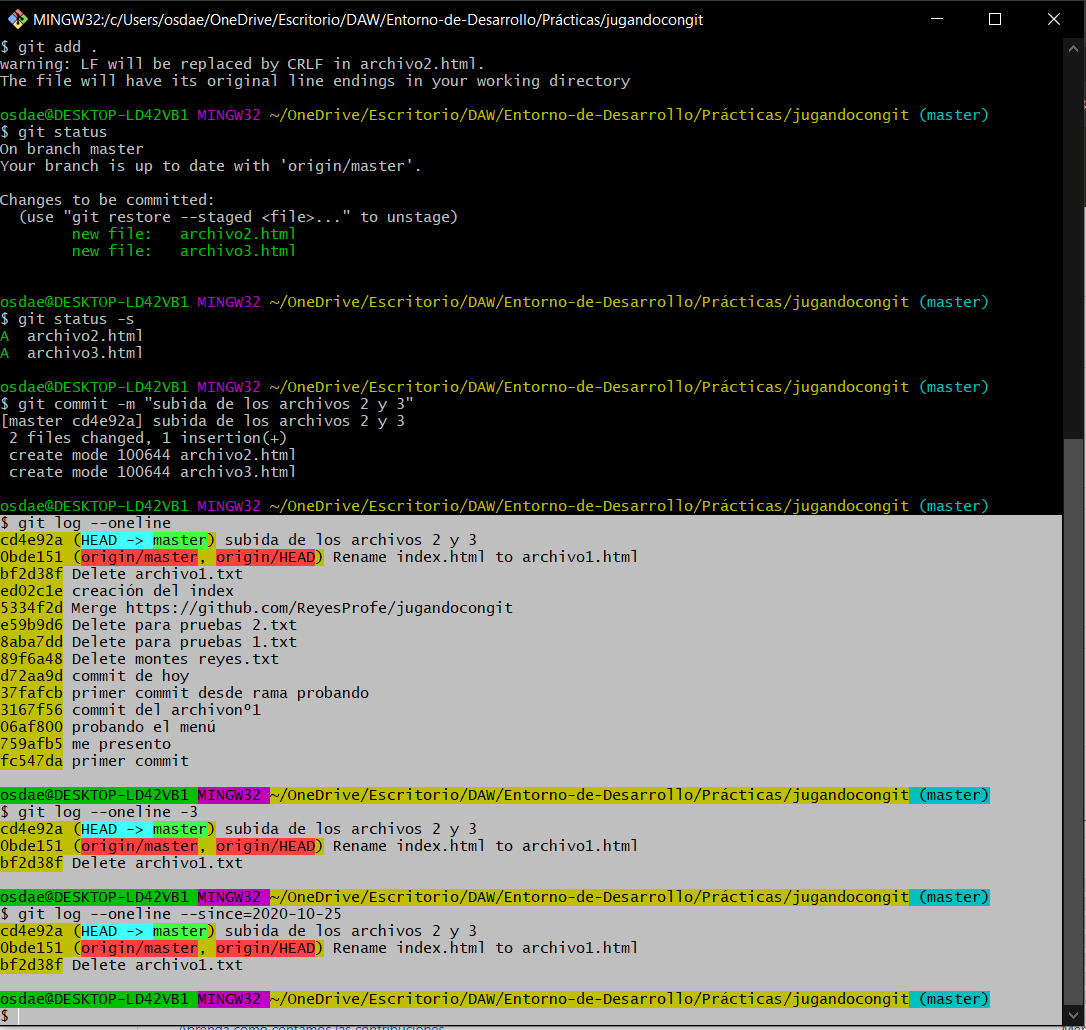 MINGW32:/c/Users/osdae/OneDrive/Escritorio/DAW/Entorno-de-Desarrollo/Prácticas/jugandocongit
$ git add .
warning: LF will be replaced by CRLF in archivo2.html.
The file will have its original line endings in your working directory
osdae@DESKTOP-LD42VB1 MINGW32 ~/OneDrive/Escritorio/DAW/Entorno-de-Desarrollo/Prácticas/jugandocongit (master)
$ git status
On branch master
Your branch is up to date with 'origin/master'.
Changes to be committed:
(use "git restore --staged <file>..." to unstage)
new file: archivo2.html
new file: archivo3.html
osdae@DESKTOP-LD42VB1 MINGW32 ~/OneDrive/Escritorio/DAW/Entorno-de-Desarrollo/Prácticas/jugandocongit (master)
$ git status -s
A archivo2.html
A archivo3.html
osdae@DESKTOP-LD42VB1 MINGW32 ~/OneDrive/Escritorio/DAW/Entorno-de-Desarrollo/Prácticas/jugandocongit (master)
$ git commit -m "subida de los archivos 2 y 3"
[master cd4e92a] subida de los archivos 2 y 3
2 files changed, 1 insertion(+)
create mode 100644 archivo2.html
create mode 100644 archivo3.html
osdae@DESKTOP-LD42VB1 MINGW32 ~/OneDrive/Escritorio/DAW/Entorno-de-Desarrollo/Prácticas/jugandocongit (master)
$ git log --oneline
cd4e92a (HEAD -> master) subida de los archivos 2 y 3
0bde151 (origin/master, origin/HEAD) Rename index.html to archivo1.html
bf2d38f Delete archivo1.txt
ed02c1e creación del index
5334f2d Merge https://github.com/ReyesProfe/jugandocongit
e59b9d6 Delete para pruebas 2.txt
8aba7dd Delete para pruebas 1.txt
89f6a48 Delete montes reyes.txt
d72aa9d commit de hoy
37fafcb primer commit desde rama probando
3167f56 commit del archivonº1
06af800 probando el menú
759afb5 me presento
fc547da primer commit
osdae@DESKTOP-LD42VB1 MINGW32 ~/OneDrive/Escritorio/DAW/Entorno-de-Desarrollo/Prácticas/jugandocongit (master)
$ git log --oneline -3
cd4e92a (HEAD -> master) subida de los archivos 2 y 3
0bde151 (origin/master, origin/HEAD) Rename index.html to archivo1.html
bf2d38f Delete archivo1.txt
osdae@DESKTOP-LD42VB1 MINGW32 ~/OneDrive/Escritorio/DAW/Entorno-de-Desarrollo/Prácticas/jugandocongit (master)
$ git log --oneline --since=2020-10-25
cd4e92a (HEAD -> master) subida de los archivos 2 y 3
0bde151 (origin/master, origin/HEAD) Rename index.html to archivo1.html
bf2d38f Delete archivo1.txt
osdae@DESKTOP-LD42VB1 MINGW32 ~/OneDrive/Escritorio/DAW/Entorno-de-Desarrollo/Prácticas/jugandocongit (master)
$
Aprenda cómo contamos las contribuciones